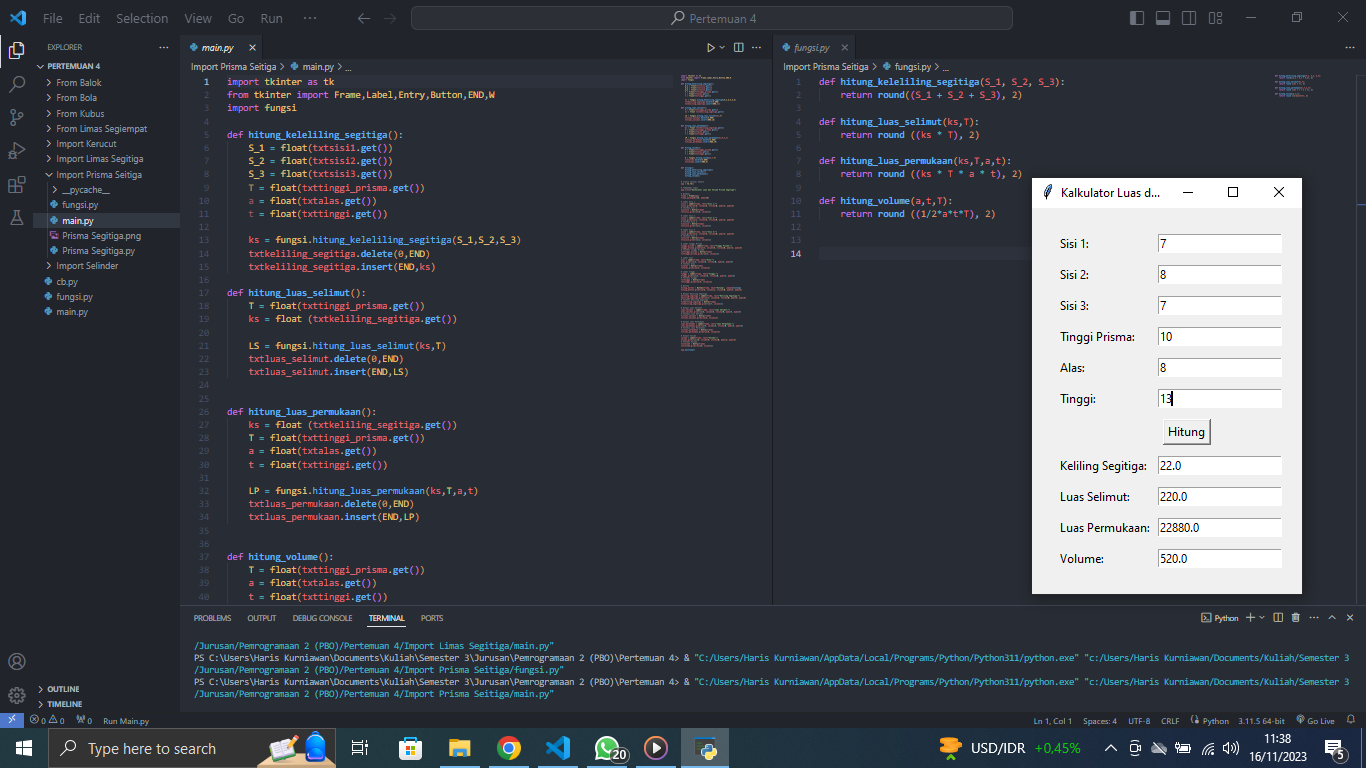 File Edit Selection View Go Run ···
Pertemuan 4
EXPLORER ···
PERTEMUAN 4
From Balok
From Bola
From Kubus
From Limas Segiempat
Import Kerucut
Import Limas Segitiga
Import Prisma Seitiga
__pycache__
fungsi.py
main.py
Prisma Segitiga.png
Prisma Segitiga.py
Import Selinder
cb.py
fungsi.py
main.py
OUTLINE
TIMELINE
main.py
Import Prisma Seitiga > main.py > ...
1 import tkinter as tk
2 from tkinter import Frame,Label,Entry,Button,END,W
3 import fungsi
4
5 def hitung_keleliling_segitiga():
6 S_1 = float(txtsisi1.get())
7 S_2 = float(txtsisi2.get())
8 S_3 = float(txtsisi3.get())
9 T = float(txttinggi_prisma.get())
10 a = float(txtalas.get())
11 t = float(txttinggi.get())
12
13 ks = fungsi.hitung_keleliling_segitiga(S_1,S_2,S_3)
14 txtkeliling_segitiga.delete(0,END)
15 txtkeliling_segitiga.insert(END,ks)
16
17 def hitung_luas_selimut():
18 T = float(txttinggi_prisma.get())
19 ks = float (txtkeliling_segitiga.get())
20
21 LS = fungsi.hitung_luas_selimut(ks,T)
22 txtluas_selimut.delete(0,END)
23 txtluas_selimut.insert(END,LS)
24
25
26 def hitung_luas_permukaan():
27 ks = float (txtkeliling_segitiga.get())
28 T = float(txttinggi_prisma.get())
29 a = float(txtalas.get())
30 t = float(txttinggi.get())
31
32 LP = fungsi.hitung_luas_permukaan(ks,T,a,t)
33 txtluas_permukaan.delete(0,END)
34 txtluas_permukaan.insert(END,LP)
35
36
37 def hitung_volume():
38 T = float(txttinggi_prisma.get())
39 a = float(txtalas.get())
40 t = float(txttinggi.get())
fungsi.py
Import Prisma Seitiga > fungsi.py > ...
1 def hitung_keleliling_segitiga(S_1, S_2, S_3):
2 return round((S_1 + S_2 + S_3), 2)
3
4 def hitung_luas_selimut(ks,T):
5 return round ((ks * T), 2)
6
7 def hitung_luas_permukaan(ks,T,a,t):
8 return round ((ks * T * a * t), 2)
9
10 def hitung_volume(a,t,T):
11 return round ((1/2*a*t*T), 2)
12
13
14
Kalkulator Luas d...
Sisi 1: 7
Sisi 2: 8
Sisi 3: 7
Tinggi Prisma: 10
Alas: 8
Tinggi: 13
Hitung
Keliling Segitiga: 22.0
Luas Selimut: 220.0
Luas Permukaan: 22880.0
Volume: 520.0
PROBLEMS OUTPUT DEBUG CONSOLE TERMINAL PORTS
Python
/Jurusan/Pemrograman 2 (PBO)/Pertemuan 4/Import Limas Segitiga/main.py"
PS C:\Users\Haris Kurniawan\Documents\Kuliah\Semester 3\Jurusan\Pemrogramaan 2 (PBO)\Pertemuan 4> & "C:/Users/Haris Kurniawan/AppData/Local/Programs/Python/Python311/python.exe" "c:/Users/Haris Kurniawan/Documents/Kuliah/Semester 3
/Jurusan/Pemrogramaan 2 (PBO)/Pertemuan 4/Import Prisma Seitiga/fungsi.py"
PS C:\Users\Haris Kurniawan\Documents\Kuliah\Semester 3\Jurusan\Pemrogramaan 2 (PBO)\Pertemuan 4> & "C:/Users/Haris Kurniawan/AppData/Local/Programs/Python/Python311/python.exe" "c:/Users/Haris Kurniawan/Documents/Kuliah/Semester 3
/Jurusan/Pemrogramaan 2 (PBO)/Pertemuan 4/Import Prisma Seitiga/main.py"
0 0 0 Run Main.py
Ln 1, Col 1 Spaces: 4 UTF-8 CRLF Python 3.11.5 64-bit Go Live
Type here to search
20
USD/IDR +0,45%
11:38
16/11/2023
5